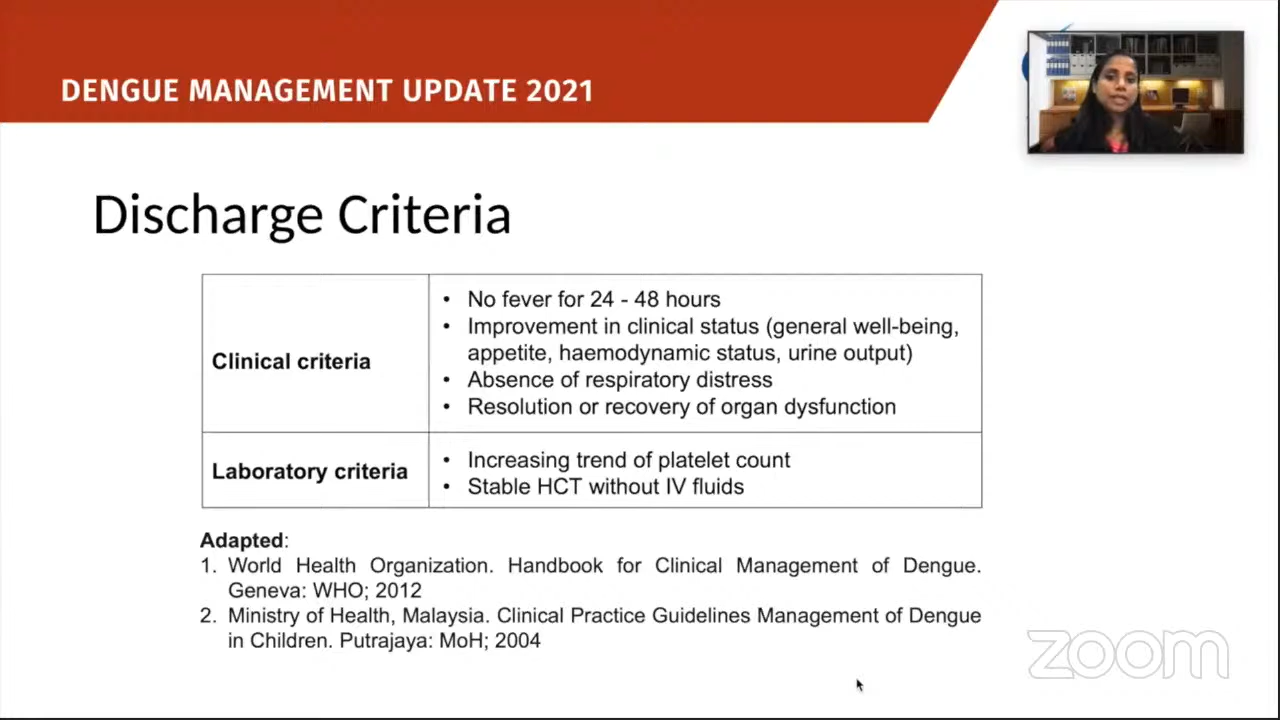 DENGUE MANAGEMENT UPDATE 2021
Discharge Criteria
Clinical criteria
• No fever for 24 - 48 hours
• Improvement in clinical status (general well-being,
appetite, haemodynamic status, urine output)
• Absence of respiratory distress
• Resolution or recovery of organ dysfunction
Laboratory criteria
• Increasing trend of platelet count
• Stable HCT without IV fluids
Adapted:
1. World Health Organization. Handbook for Clinical Management of Dengue.
Geneva: WHO; 2012
2. Ministry of Health, Malaysia. Clinical Practice Guidelines Management of Dengue
in Children. Putrajaya: MoH; 2004
zoom